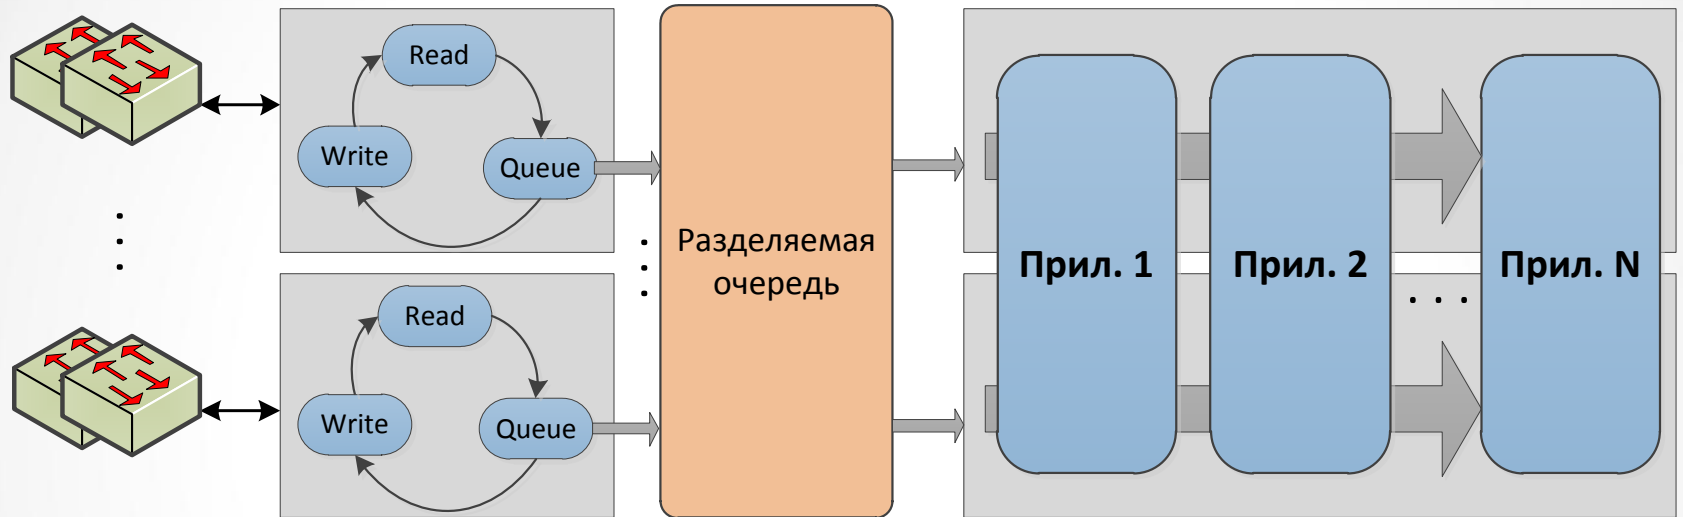 Read
Write
Queue
Read
Write
Queue
Разделяемая
очередь
Прил. 1
Прил. 2
. . .
Прил. N